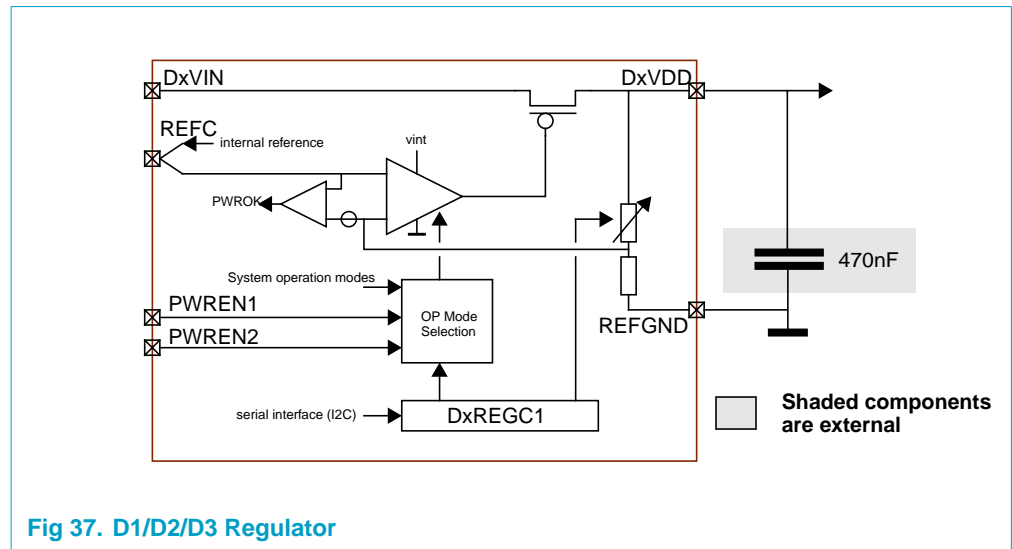 DxVIN
DxVDD
REFC
internal reference
vint
PWROK
470nF
System operation modes
PWREN1
OP Mode
Selection
REFGND
PWREN2
serial interface (I2C)
DxREGC1
Shaded components
are external
Fig 37. D1/D2/D3 Regulator